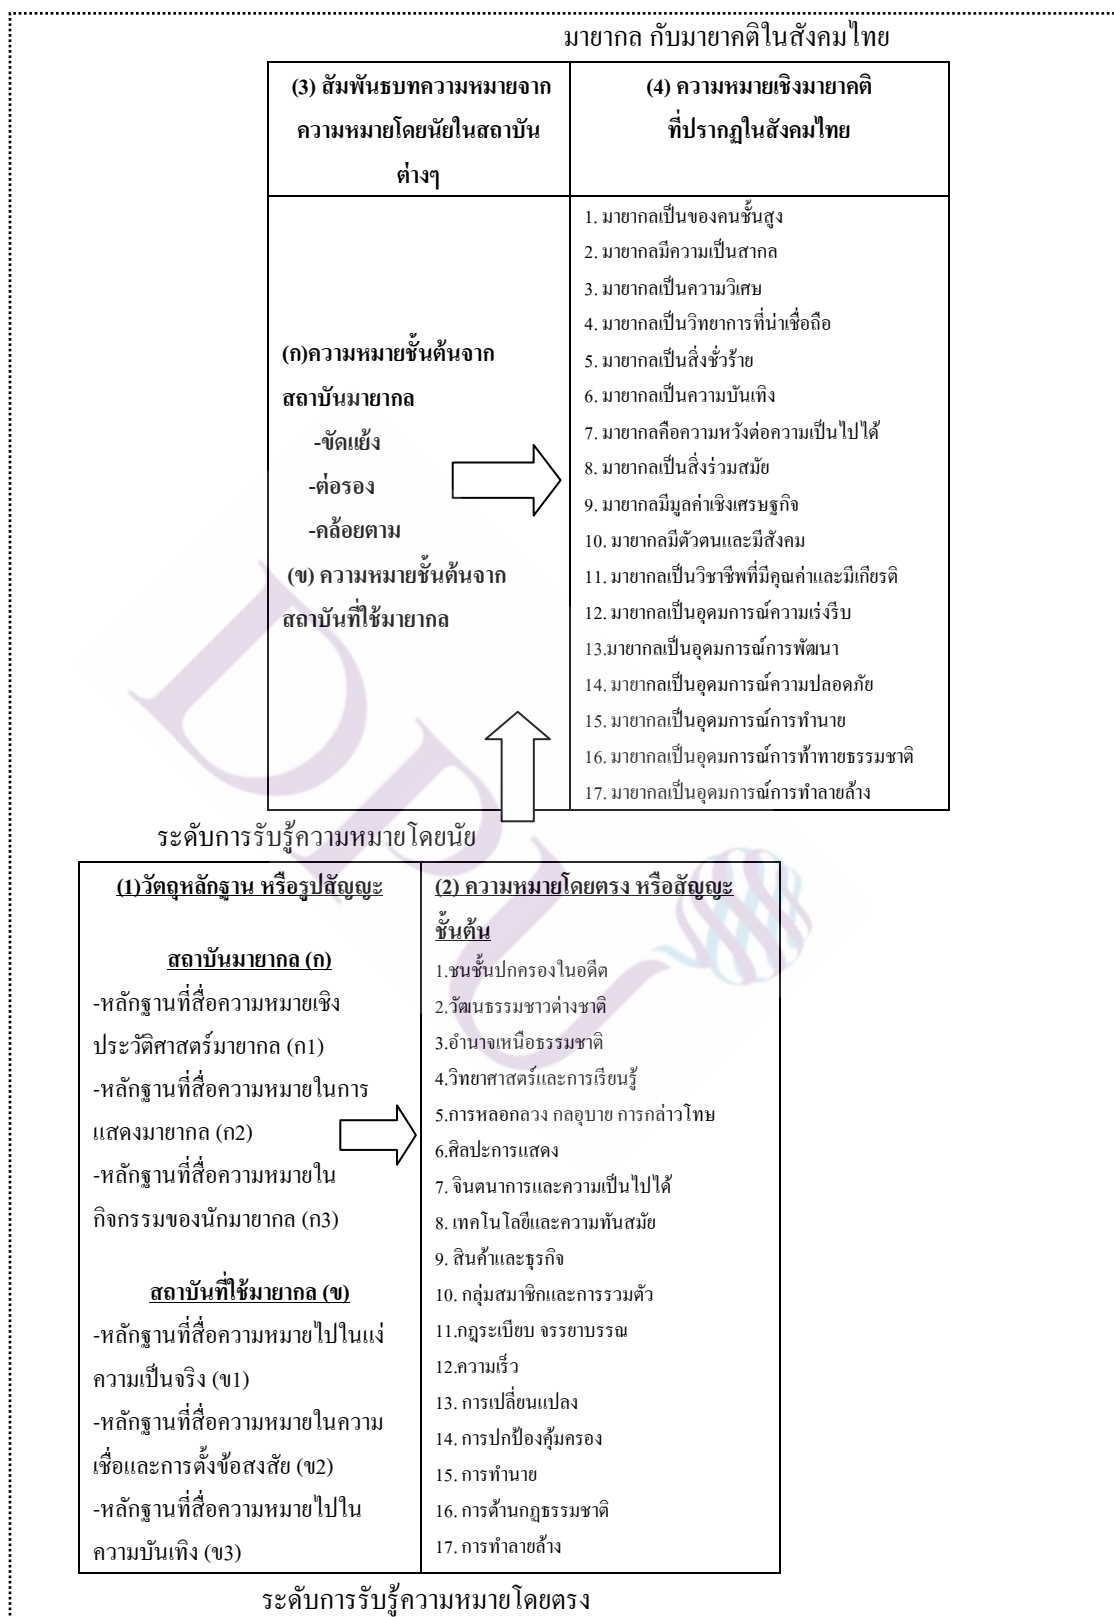 มายากล กับมายาคติในสังคมไทย
(3) สัมพันธบทความหมายจาก
ความหมายโดยนัยในสถาบัน
ต่างๆ
(4) ความหมายเชิงมายาคติ
ที่ปรากฏในสังคมไทย
(ก)ความหมายชั้นต้นจาก
สถาบันมายากล
-ขัดแย้ง
-ต่อรอง
-คล้อยตาม
(ข) ความหมายชั้นต้นจาก
สถาบันที่ใช้มายากล
1. มายากลเป็นของคนชั้นสูง
2. มายากลมีความเป็นสากล
3. มายากลเป็นความวิเศษ
4. มายากลเป็นวิทยาการที่น่าเชื่อถือ
5. มายากลเป็นสิ่งชั่วร้าย
6. มายากลเป็นความบันเทิง
7. มายากลคือความหวังต่อความเป็นไปได้
8. มายากลเป็นสิ่งร่วมสมัย
9. มายากลมีมูลค่าเชิงเศรษฐกิจ
10. มายากลมีตัวตนและมีสังคม
11. มายากลเป็นวิชาชีพที่มีคุณค่าและมีเกียรติ
12. มายากลเป็นอุดมการณ์ความเร่งรีบ
13.มายากลเป็นอุดมการณ์การพัฒนา
14. มายากลเป็นอุดมการณ์ความปลอดภัย
15. มายากลเป็นอุดมการณ์การทำนาย
16. มายากลเป็นอุดมการณ์การท้าทายธรรมชาติ
17. มายากลเป็นอุดมการณ์การทำลายล้าง
ระดับการรับรู้ความหมายโดยนัย
(1)วัตถุหลักฐาน หรือรูปสัญญะ
สถาบันมายากล (ก)
-หลักฐานที่สื่อความหมายเชิง
ประวัติศาสตร์มายากล (ก1)
-หลักฐานที่สื่อความหมายในการ
แสดงมายากล (ก2)
-หลักฐานที่สื่อความหมายใน
กิจกรรมของนักมายากล (ก3)
สถาบันที่ใช้มายากล (ข)
-หลักฐานที่สื่อความหมายไปในแง่
ความเป็นจริง (ข1)
-หลักฐานที่สื่อความหมายในความ
เชื่อและการตั้งข้อสงสัย (ข2)
-หลักฐานที่สื่อความหมายไปใน
ความบันเทิง (ข3)
(2) ความหมายโดยตรง หรือสัญญะ
ชั้นต้น
1.ชนชั้นปกครองในอดีต
2.วัฒนธรรมชาวต่างชาติ
3.อำนาจเหนือธรรมชาติ
4.วิทยาศาสตร์และการเรียนรู้
5.การหลอกลวง กลอุบาย การกล่าวโทษ
6.ศิลปะการแสดง
7. จินตนาการและความเป็นไปได้
8. เทคโนโลยีและความทันสมัย
9. สินค้าและธุรกิจ
10. กลุ่มสมาชิกและการรวมตัว
11.กฎระเบียบ จรรยาบรรณ
12.ความเร็ว
13. การเปลี่ยนแปลง
14. การปกป้องคุ้มครอง
15. การทำนาย
16. การต้านกฏธรรมชาติ
17. การทำลายล้าง
ระดับการรับรู้ความหมายโดยตรง
DPU